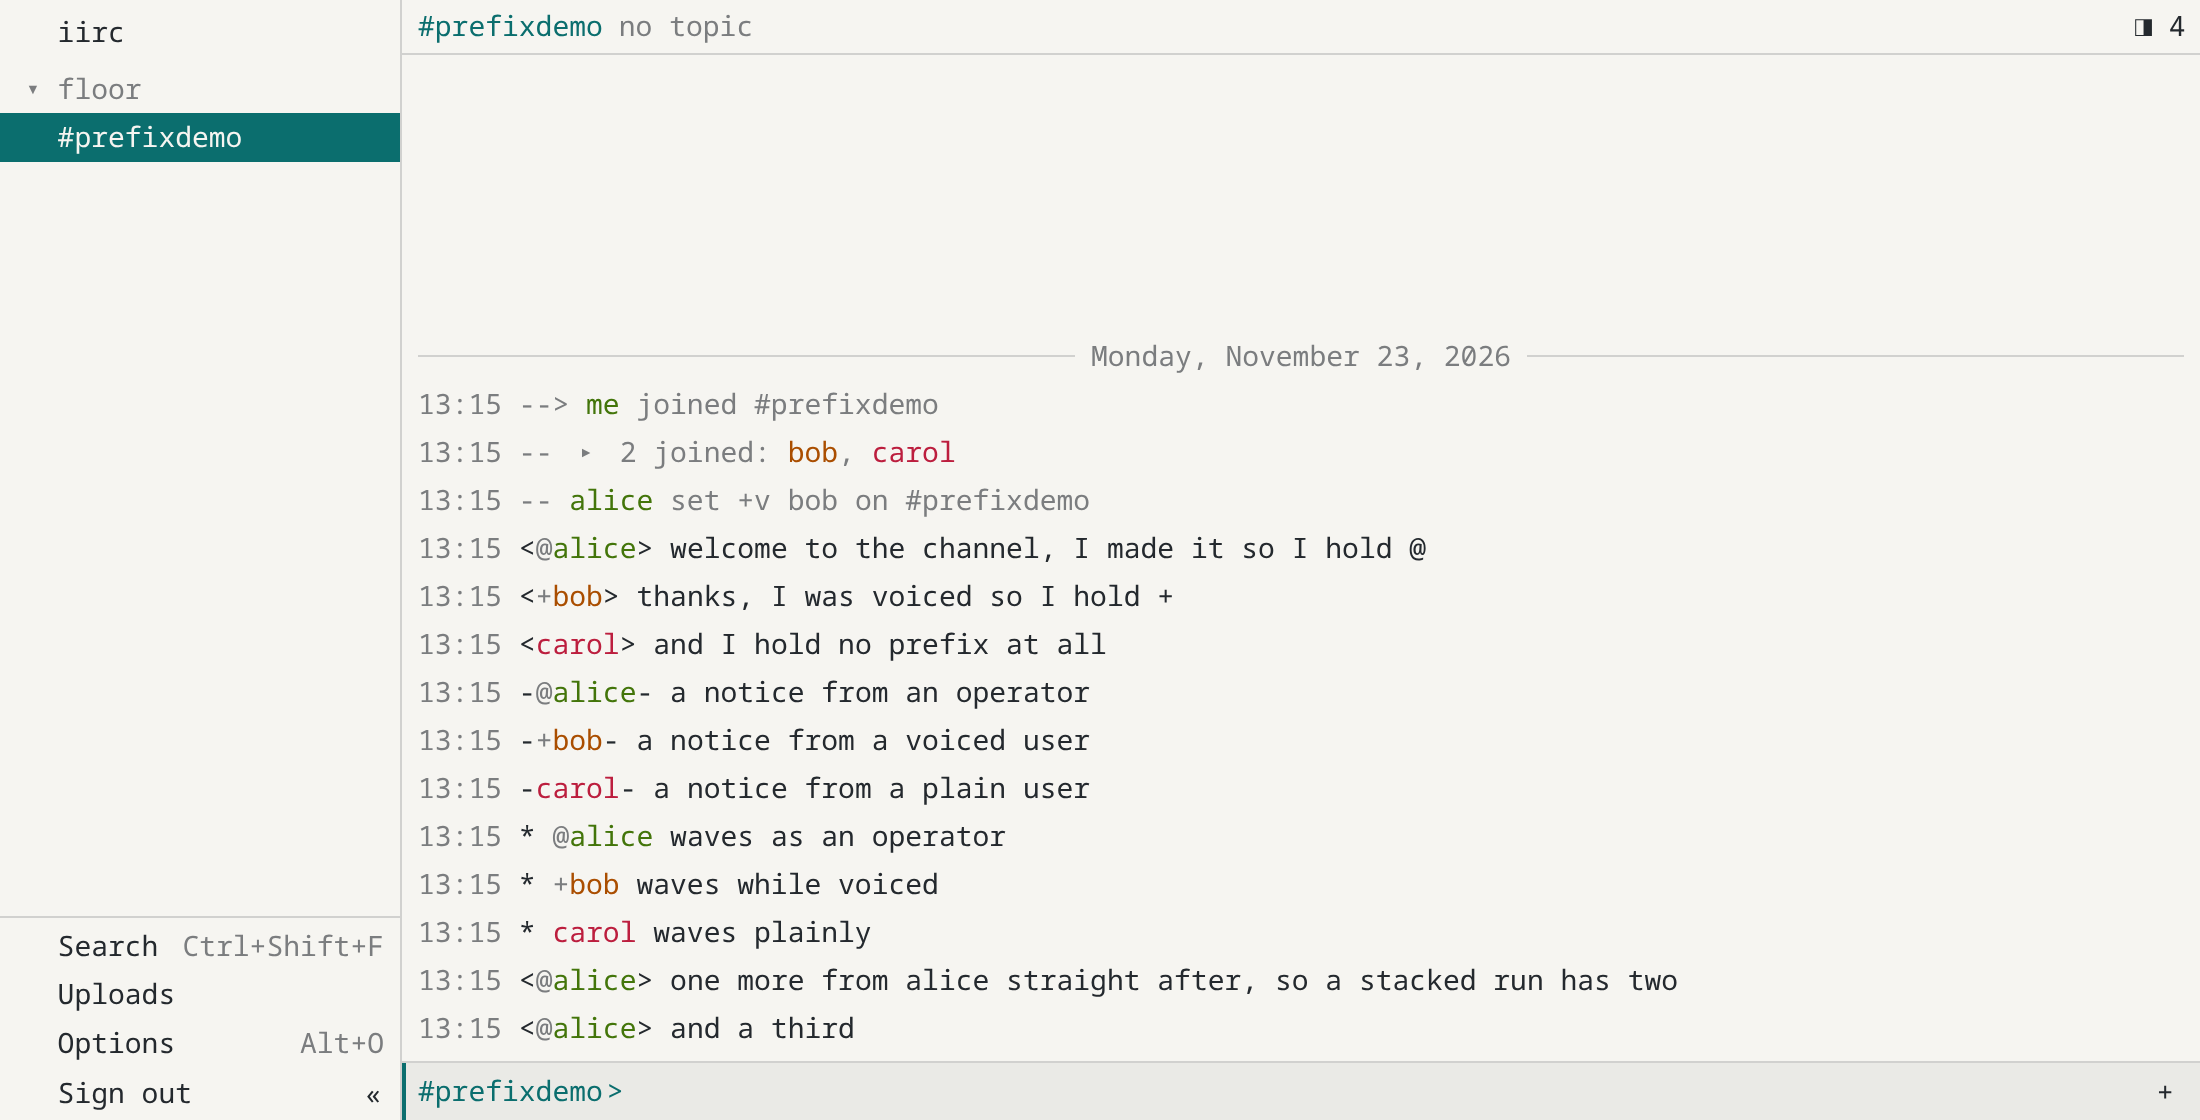 iirc
▾ floor
#prefixdemo
Search Ctrl+Shift+F
Uploads
Options Alt+O
Sign out «
#prefixdemo no topic ◨ 4
Monday, November 23, 2026
13:15 --> me joined #prefixdemo
13:15 -- ▸ 2 joined: bob, carol
13:15 -- alice set +v bob on #prefixdemo
13:15 <@alice> welcome to the channel, I made it so I hold @
13:15 <+bob> thanks, I was voiced so I hold +
13:15 <carol> and I hold no prefix at all
13:15 -@alice- a notice from an operator
13:15 -+bob- a notice from a voiced user
13:15 -carol- a notice from a plain user
13:15 * @alice waves as an operator
13:15 * +bob waves while voiced
13:15 * carol waves plainly
13:15 <@alice> one more from alice straight after, so a stacked run has two
13:15 <@alice> and a third
#prefixdemo> +